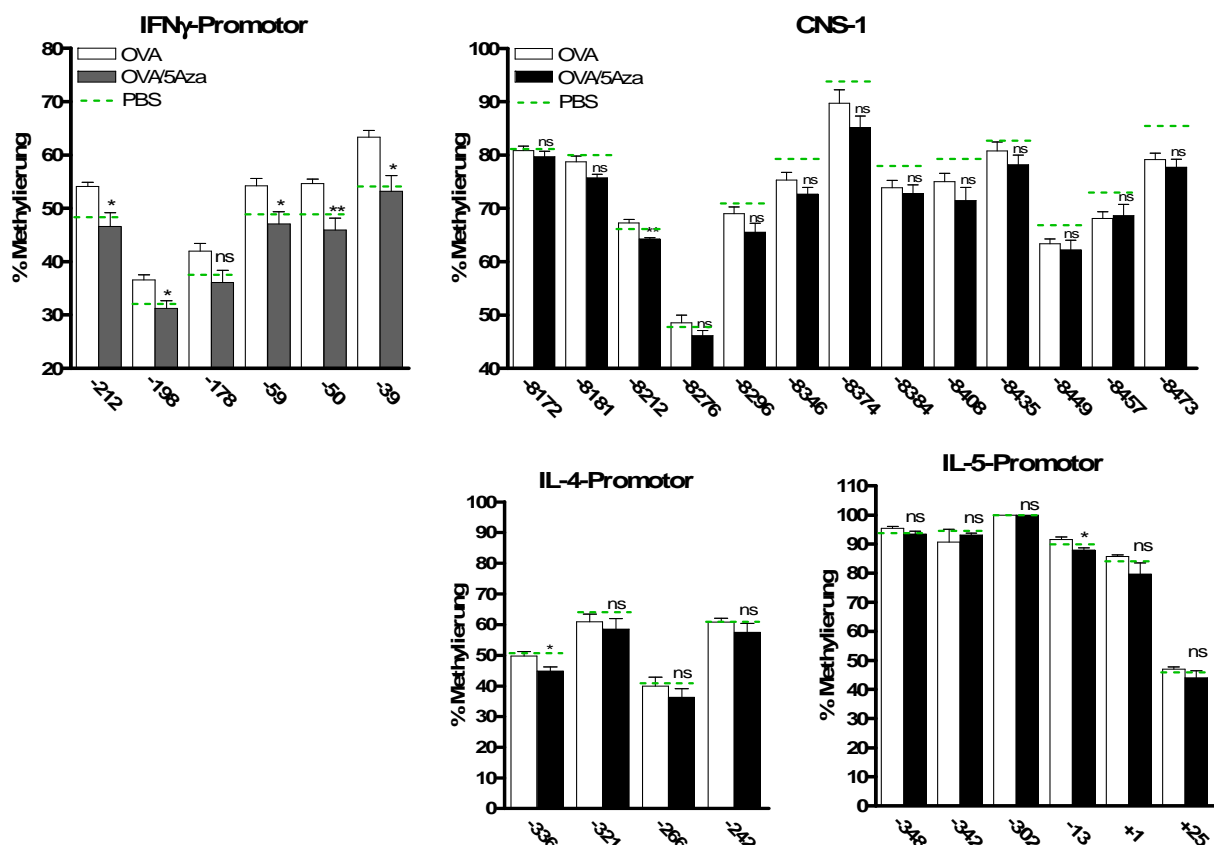 IFNγ-Promotor
80
70
60
50
40
30
20
%Methylierung
OVA
OVA/5Aza
PBS
*
*
ns
*
**
*
-212
-198
-178
-59
-50
-39
CNS-1
100
90
80
70
60
50
40
%Methylierung
OVA
OVA/5Aza
PBS
ns
ns
**
ns
ns
ns
ns
ns
ns
ns
ns
ns
ns
-8172
-8181
-8212
-8276
-8296
-8346
-8374
-8384
-8408
-8435
-8449
-8457
-8473
IL-4-Promotor
100
90
80
70
60
50
40
30
20
10
0
%Methylierung
*
ns
ns
ns
-336
-321
-266
-242
IL-5-Promotor
110
100
90
80
70
60
50
40
30
20
10
0
%Methylierung
ns
ns
ns
*
ns
ns
-348
-342
-302
-13
+1
+25